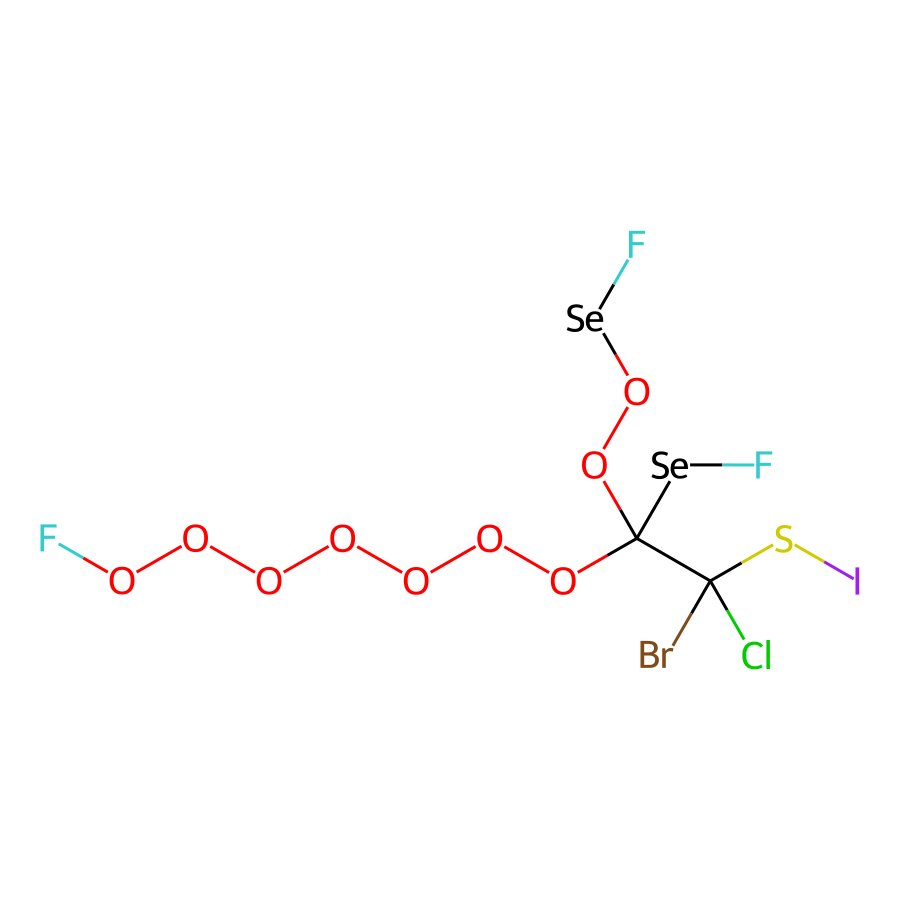 F
Se
O
O Se F
F O O O S
O O O O I
Br Cl